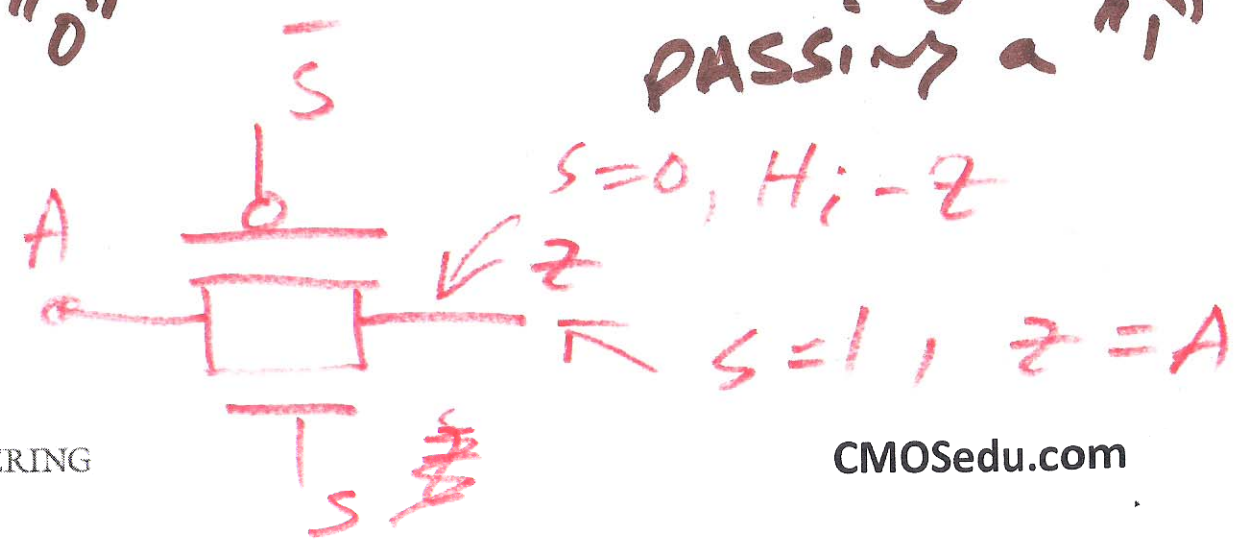 "0"
"1"
PASSING a
S̅
S=0, Hi-Z
A
Z
S=1, Z=A
S
ERING
CMOSedu.com